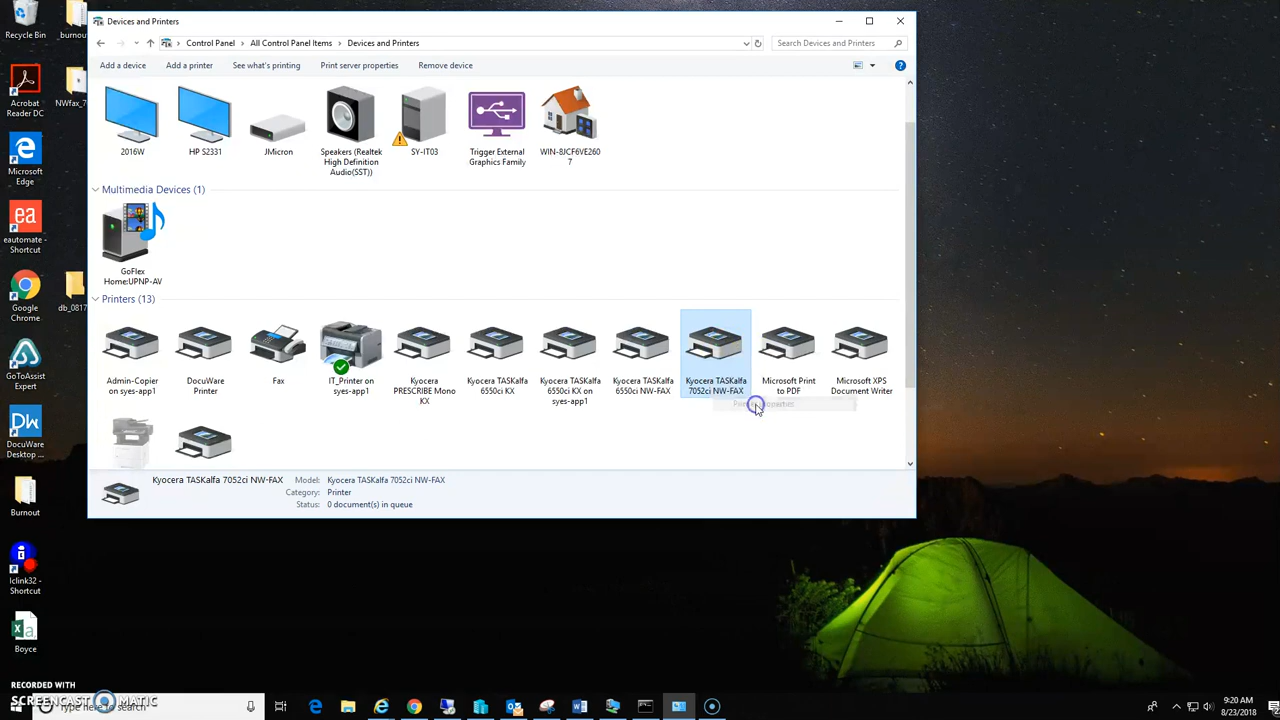 Recycle Bin
_burnou
Acrobat
Reader DC
NWfax_7
Microsoft
Edge
eautomate -
Shortcut
Google
Chrome
db_0817
GoToAssist
Expert
DocuWare
Desktop ...
Burnout
Iclink32 -
Shortcut
Boyce
Devices and Printers
Control Panel
All Control Panel Items
Devices and Printers
Search Devices and Printers
Add a device
Add a printer
See what's printing
Print server properties
Remove device
2016W
HP S2331
JMicron
Speakers (Realtek
High Definition
Audio(SST))
SY-IT03
Trigger External
Graphics Family
WIN-8JCF6VE260
7
Multimedia Devices (1)
GoFlex
Home:UPNP-AV
Printers (13)
Admin-Copier
on syes-app1
DocuWare
Printer
Fax
IT_Printer on
syes-app1
Kyocera
PRESCRIBE Mono
KX
Kyocera TASKalfa
6550ci KX
Kyocera TASKalfa
6550ci KX on
syes-app1
Kyocera TASKalfa
6550ci NW-FAX
Kyocera TASKalfa
7052ci NW-FAX
Microsoft Print
to PDF
Microsoft XPS
Document Writer
Kyocera TASKalfa 7052ci NW-FAX
Model: Kyocera TASKalfa 7052ci NW-FAX
Category: Printer
Status: 0 document(s) in queue
RECORDED WITH
SCREENCAST MATIC
Type here to search
9:20 AM
8/23/2018